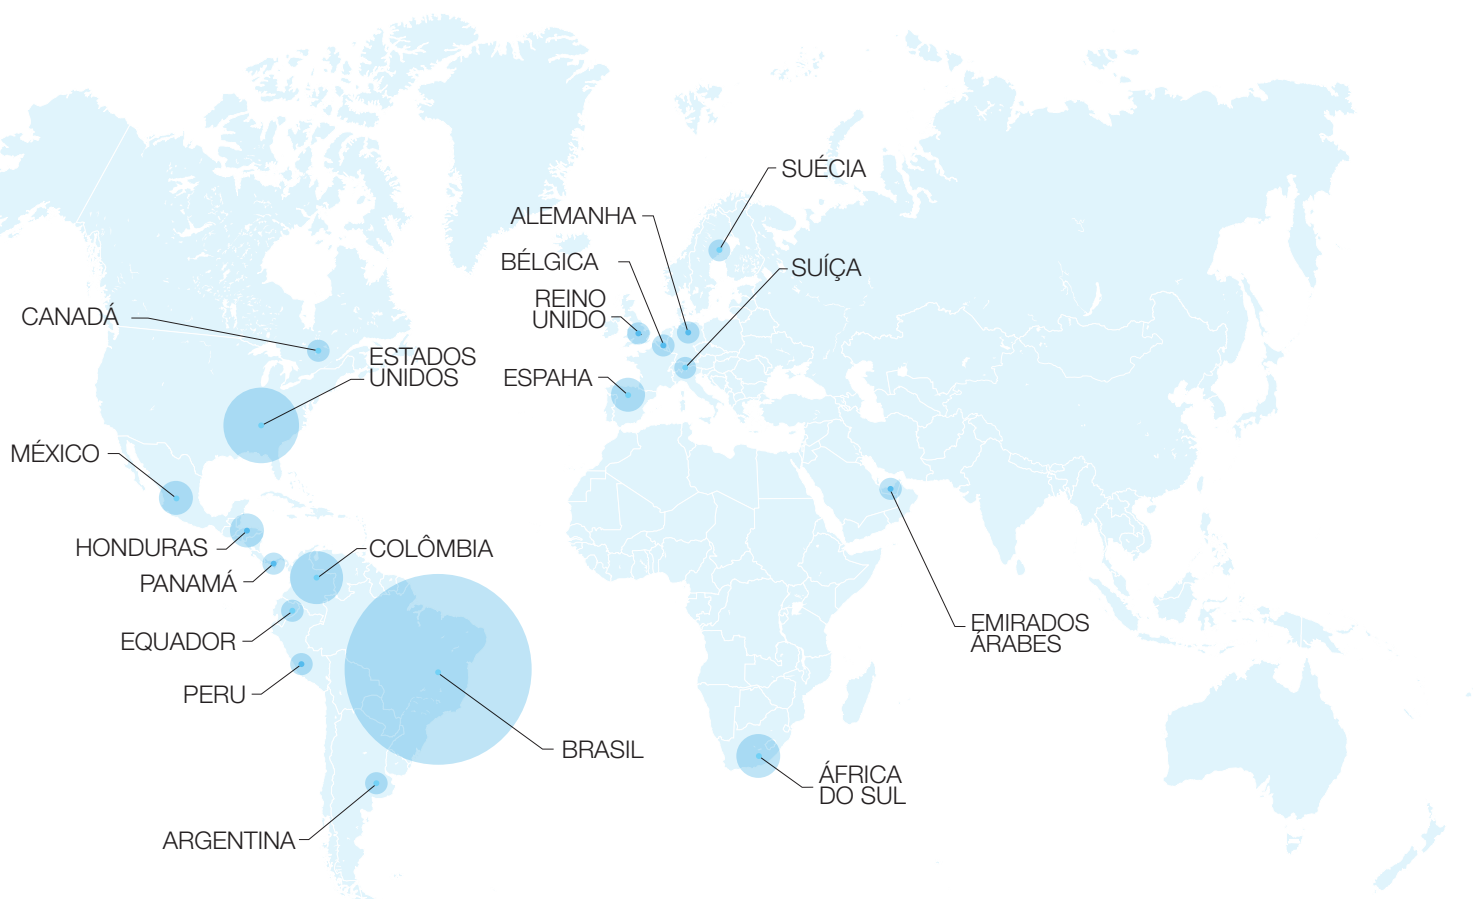 SUÉCIA
ALEMANHA
BÉLGICA
SUÍÇA
REINO
UNIDO
CANADÁ
ESTADOS
UNIDOS
ESPAHA
MÉXICO
HONDURAS
COLÔMBIA
PANAMÁ
EQUADOR
EMIRADOS
ÁRABES
PERU
BRASIL
ÁFRICA
DO SUL
ARGENTINA